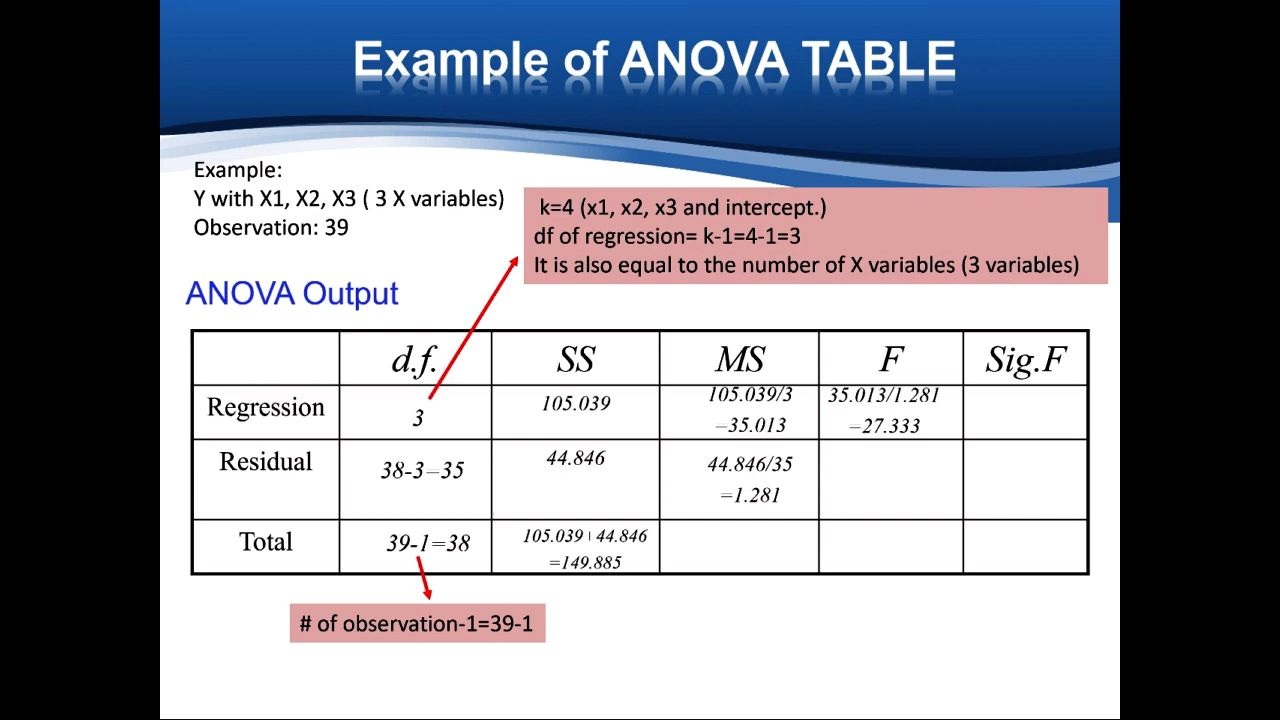 Example of ANOVA TABLE
Example:
Y with X1, X2, X3 ( 3 X variables)
Observation: 39
k=4 (x1, x2, x3 and intercept.)
df of regression= k-1=4-1=3
It is also equal to the number of X variables (3 variables)
ANOVA Output
d.f. SS MS F Sig.F
Regression 3 105.039 105.039/3 =35.013 35.013/1.281 =27.333
Residual 38-3=35 44.846 44.846/35 =1.281
Total 39-1=38 105.039+44.846 =149.885
# of observation-1=39-1